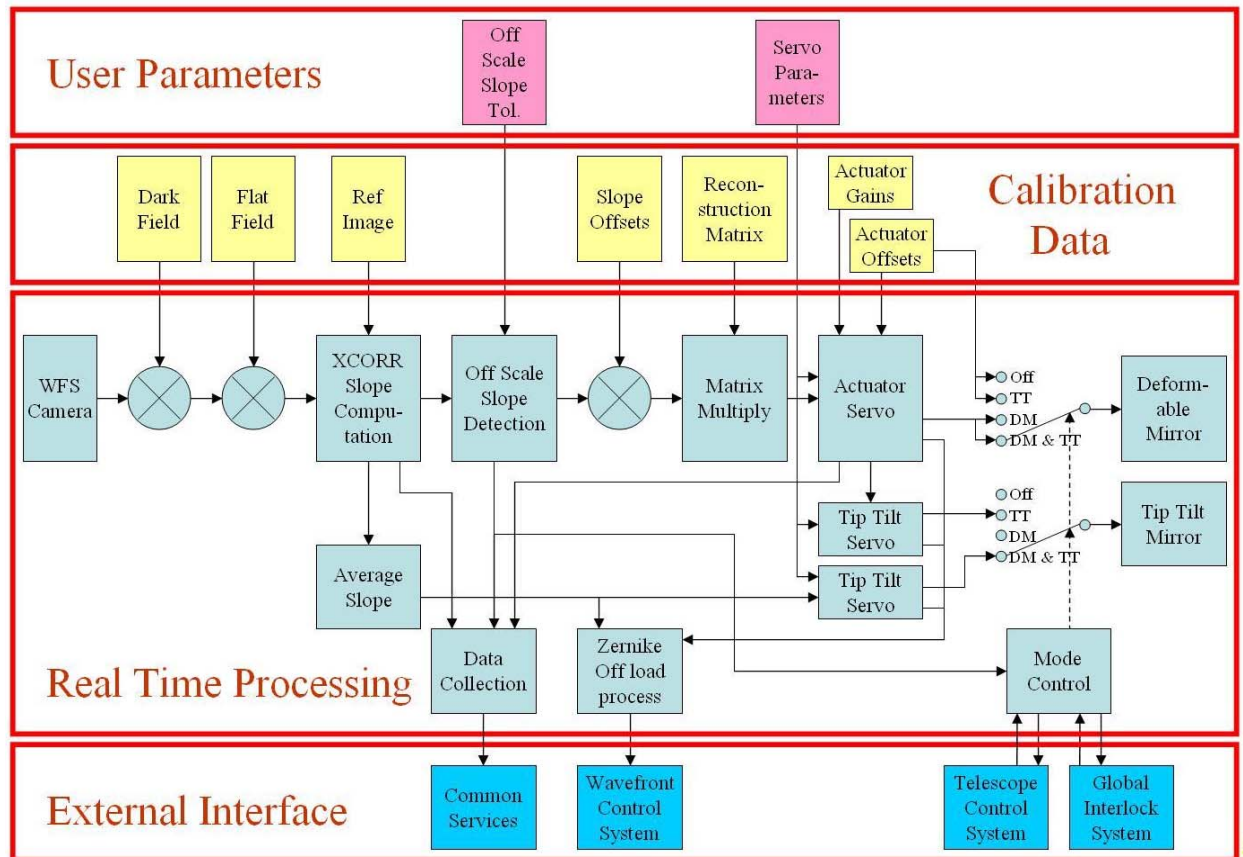 User Parameters
Off
Scale
Slope
Tol.
Servo
Para-
meters
Dark
Field
Flat
Field
Ref
Image
Slope
Offsets
Recon-
struction
Matrix
Actuator
Gains
Actuator
Offsets
Calibration
Data
WFS
Camera
XCORR
Slope
Compu-
tation
Off Scale
Slope
Detection
Matrix
Multiply
Actuator
Servo
Off
TT
DM
DM & TT
Deform-
able
Mirror
Tip Tilt
Servo
Off
TT
DM
DM & TT
Tip Tilt
Mirror
Average
Slope
Tip Tilt
Servo
Real Time Processing
Data
Collection
Zernike
Off load
process
Mode
Control
External Interface
Common
Services
Wavefront
Control
System
Telescope
Control
System
Global
Interlock
System